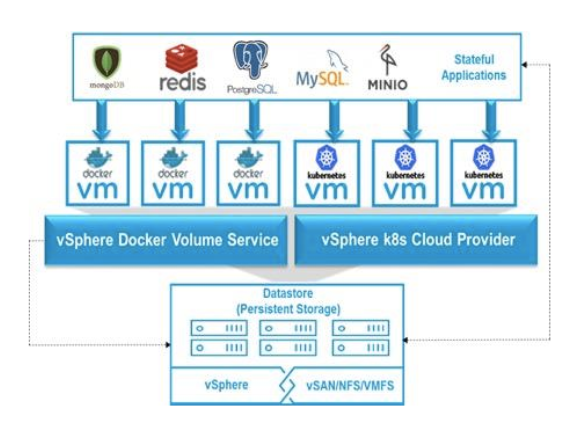 mongoDB
redis
PostgreSQL
MySQL
MINIO
Stateful
Applications
docker
vm
docker
vm
docker
vm
kubernetes
vm
kubernetes
vm
kubernetes
vm
vSphere Docker Volume Service
vSphere k8s Cloud Provider
Datastore
(Persistent Storage)
vSphere
vSAN/NFS/VMFS